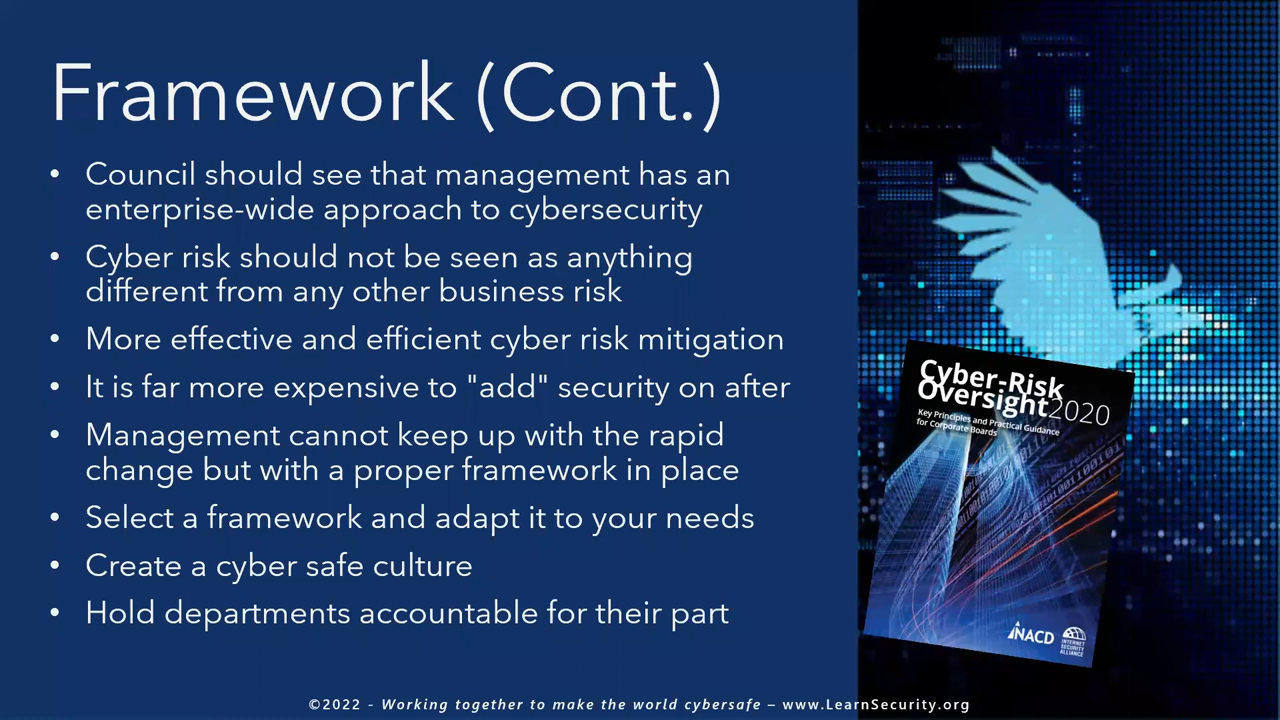 Framework (Cont.)
• Council should see that management has an
enterprise-wide approach to cybersecurity
• Cyber risk should not be seen as anything
different from any other business risk
• More effective and efficient cyber risk mitigation
• It is far more expensive to "add" security on after
• Management cannot keep up with the rapid
change but with a proper framework in place
• Select a framework and adapt it to your needs
• Create a cyber safe culture
• Hold departments accountable for their part
Cyber-Risk
Oversight2020
Key Principles and Practical Guidance
for Corporate Boards
NACD
INTERNET
SECURITY
ALLIANCE
©2022 - Working together to make the world cybersafe – www.LearnSecurity.org